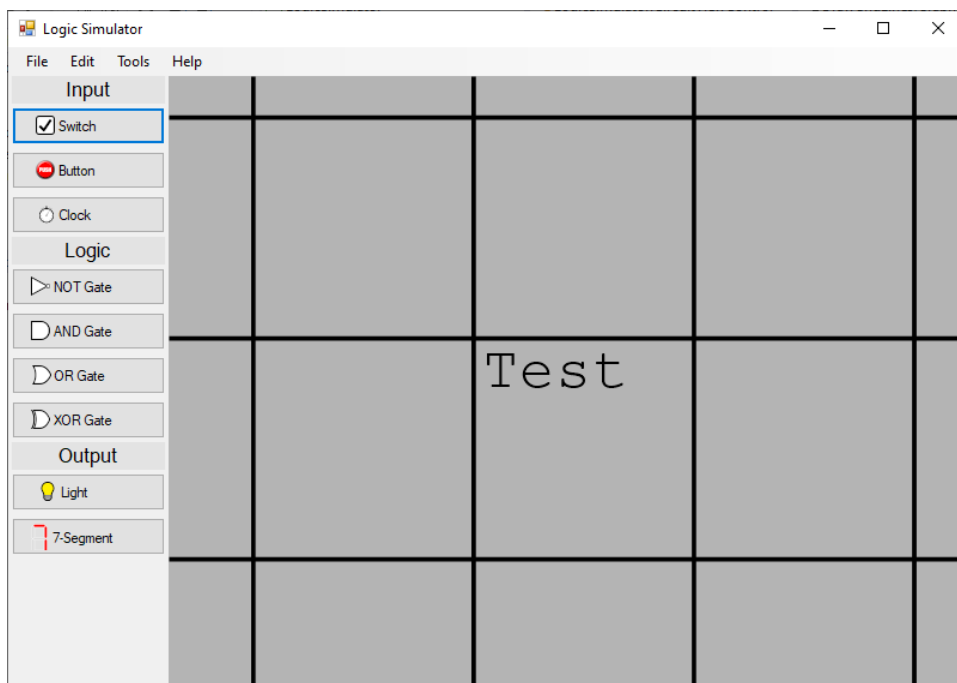 Logic Simulator
File Edit Tools Help
Input
Switch
Button
Clock
Logic
NOT Gate
AND Gate
OR Gate
XOR Gate
Output
Light
7-Segment
Test